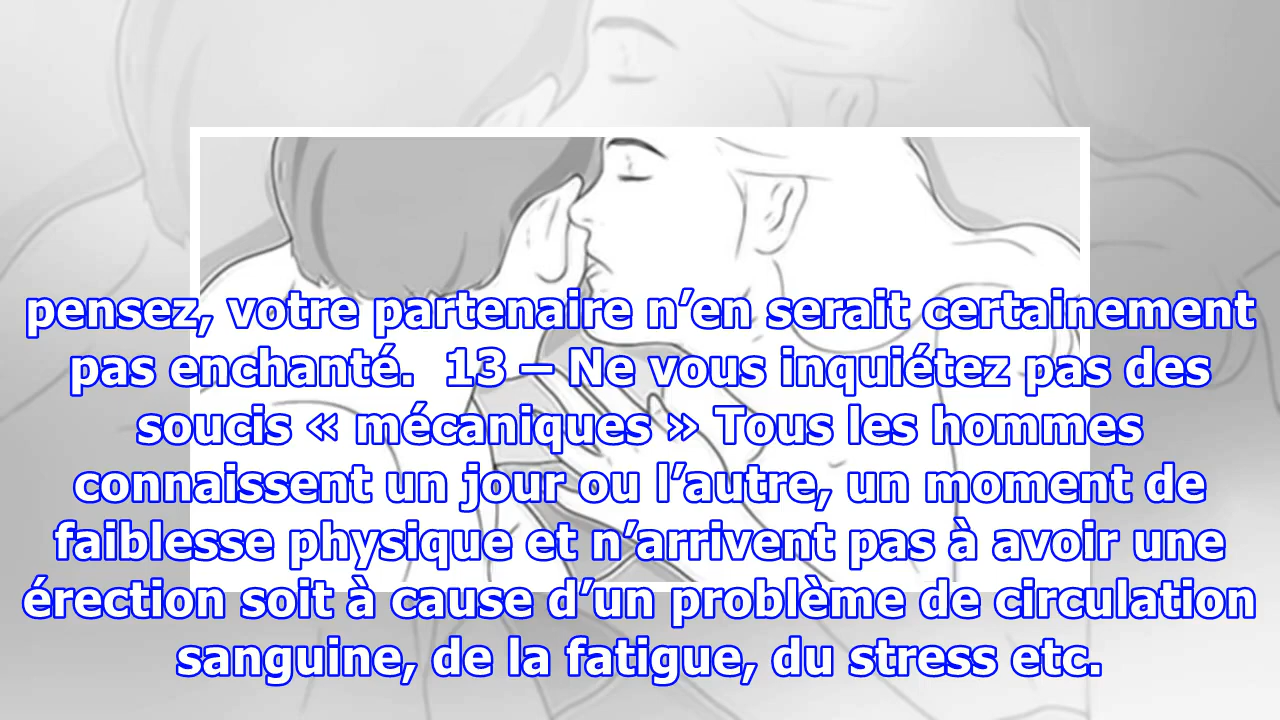 pensez, votre partenaire n’en serait certainement
pas enchanté.  13 – Ne vous inquiétez pas des
soucis « mécaniques » Tous les hommes
connaissent un jour ou l’autre, un moment de
faiblesse physique et n’arrivent pas à avoir une
érection soit à cause d’un problème de circulation
sanguine, de la fatigue, du stress etc.